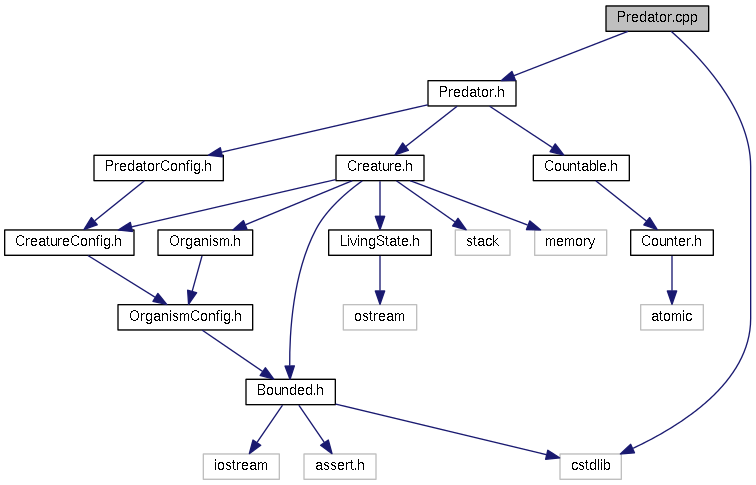 Predator.cpp
Predator.h
PredatorConfig.h
Creature.h
Countable.h
CreatureConfig.h
Organism.h
LivingState.h
stack
memory
Counter.h
OrganismConfig.h
ostream
atomic
Bounded.h
iostream
assert.h
cstdlib